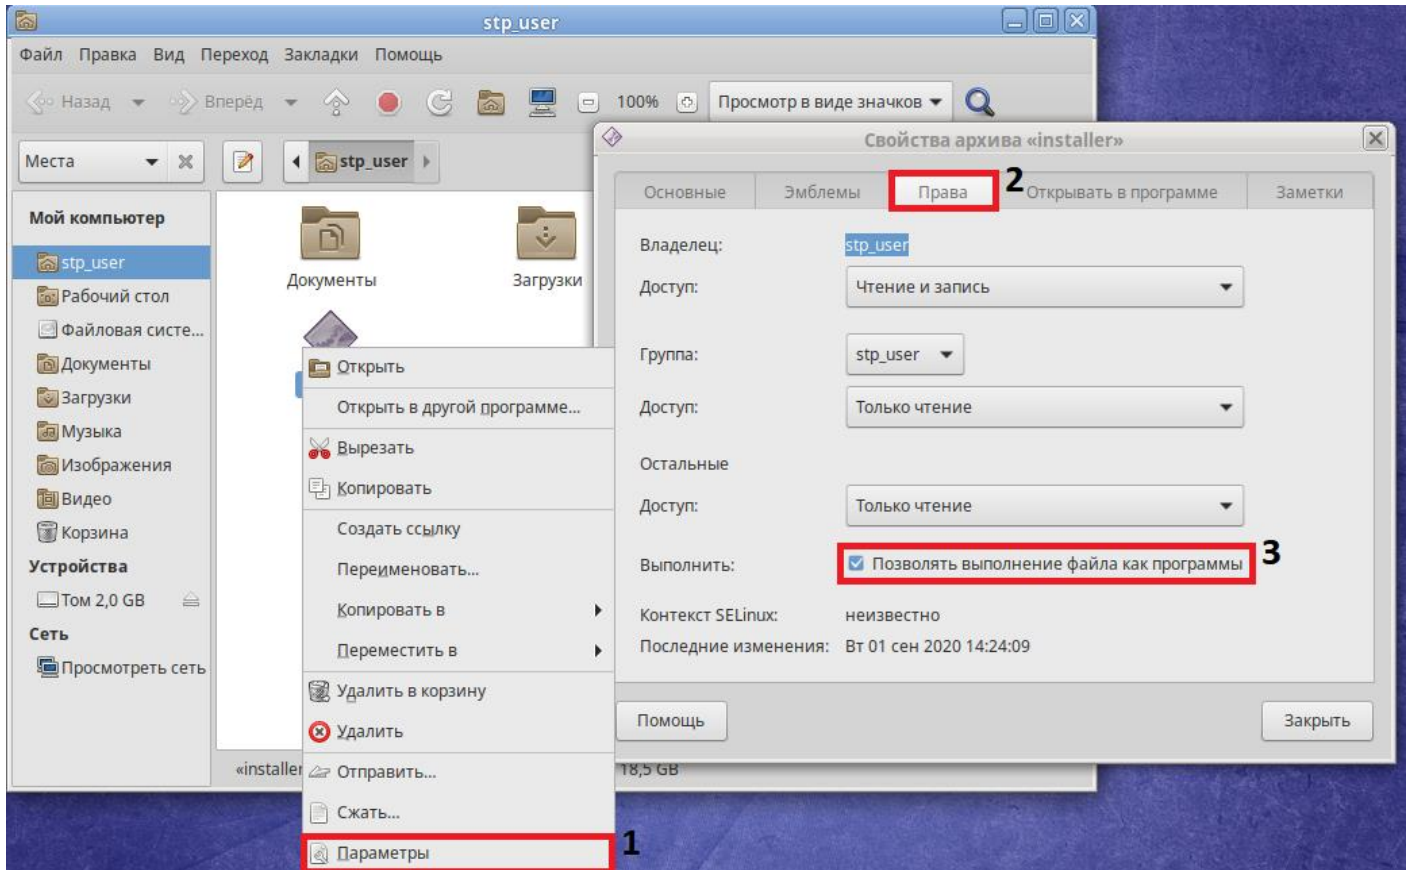 stp_user
Файл Правка Вид Переход Закладки Помощь
Назад Вперёд 100% Просмотр в виде значков
Места stp_user
Мой компьютер
stp_user
Рабочий стол
Файловая систе...
Документы
Загрузки
Музыка
Изображения
Видео
Корзина
Устройства
Том 2,0 GB
Сеть
Просмотреть сеть
Документы
Загрузки
Открыть
Открыть в другой программе...
Вырезать
Копировать
Создать ссылку
Переименовать...
Копировать в
Переместить в
Удалить в корзину
Удалить
Отправить...
Сжать...
Параметры
1
«installer
18,5 GB
Свойства архива «installer»
Основные Эмблемы Права 2 Открывать в программе Заметки
Владелец: stp_user
Доступ: Чтение и запись
Группа: stp_user
Доступ: Только чтение
Остальные
Доступ: Только чтение
Выполнить: Позволять выполнение файла как программы 3
Контекст SELinux: неизвестно
Последние изменения: Вт 01 сен 2020 14:24:09
Помощь Закрыть